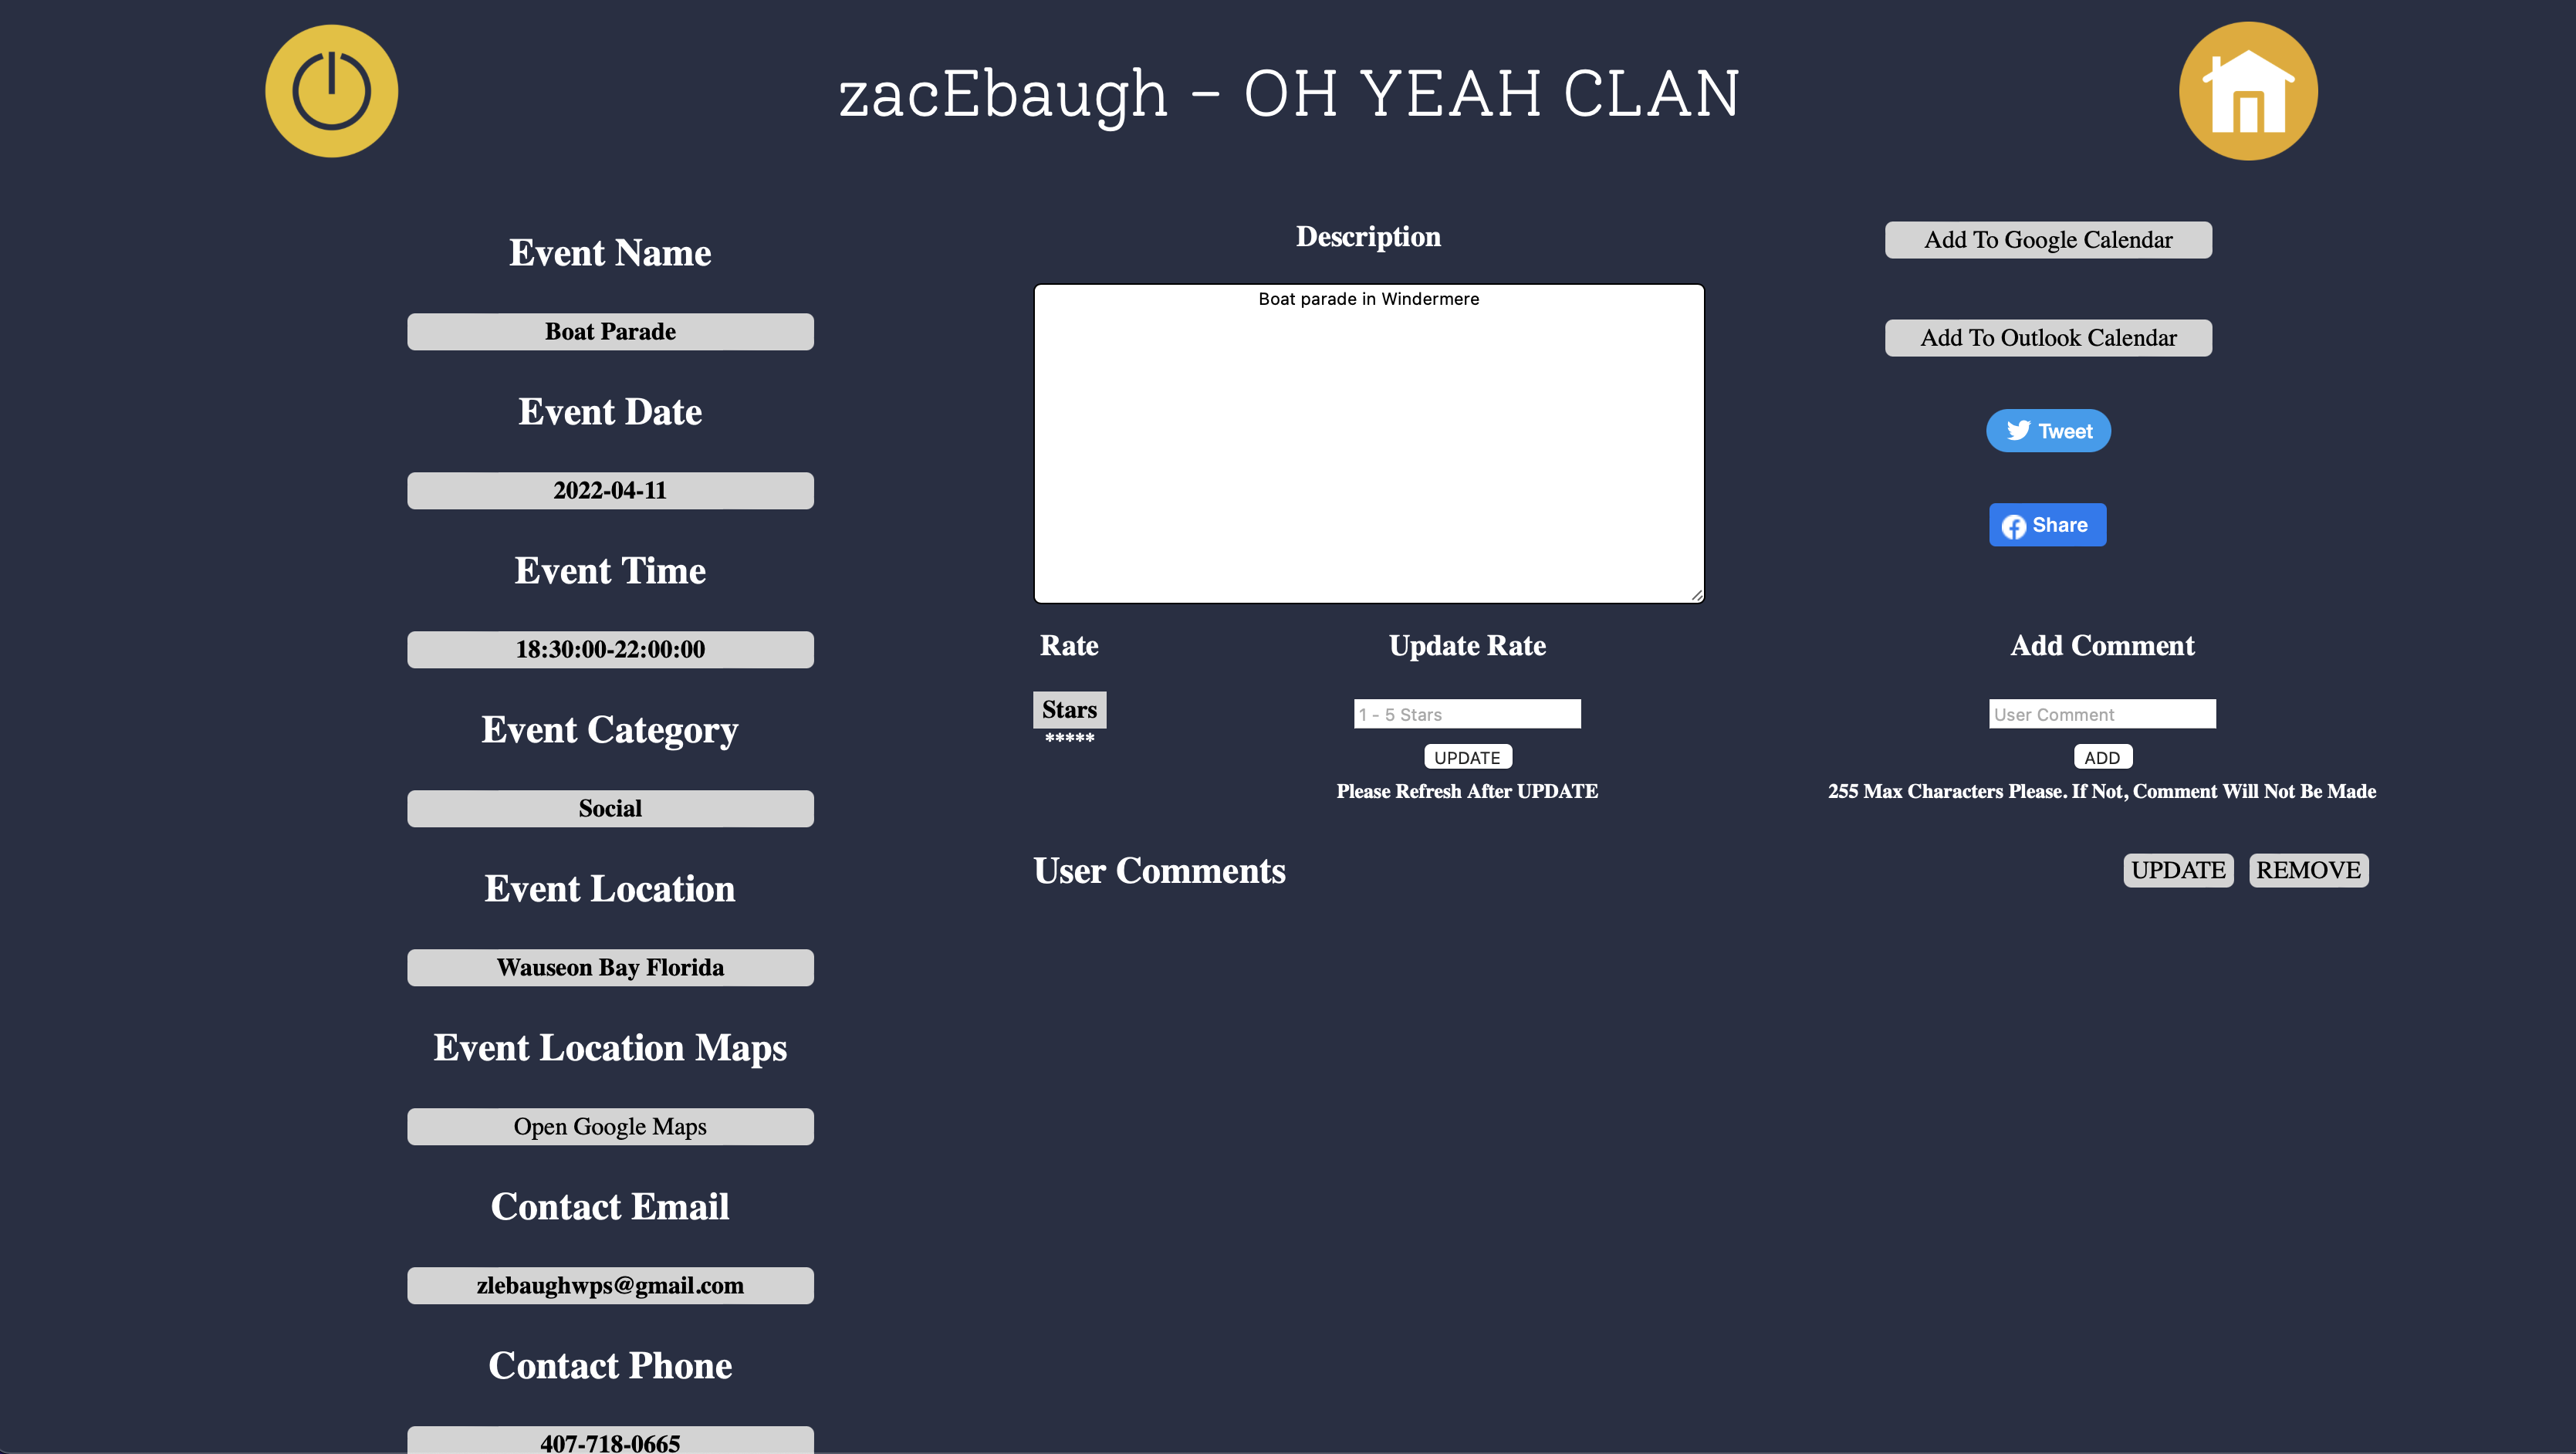 zacEbaugh - OH YEAH CLAN
Event Name
Boat Parade
Event Date
2022-04-11
Event Time
18:30:00-22:00:00
Event Category
Social
Event Location
Wauseon Bay Florida
Event Location Maps
Open Google Maps
Contact Email
zlebaughwps@gmail.com
Contact Phone
407-718-0665
Description
Boat parade in Windermere
Add To Google Calendar
Add To Outlook Calendar
Tweet
Share
Rate
Stars
*****
Update Rate
1 - 5 Stars
UPDATE
Please Refresh After UPDATE
Add Comment
User Comment
ADD
255 Max Characters Please. If Not, Comment Will Not Be Made
User Comments
UPDATE REMOVE